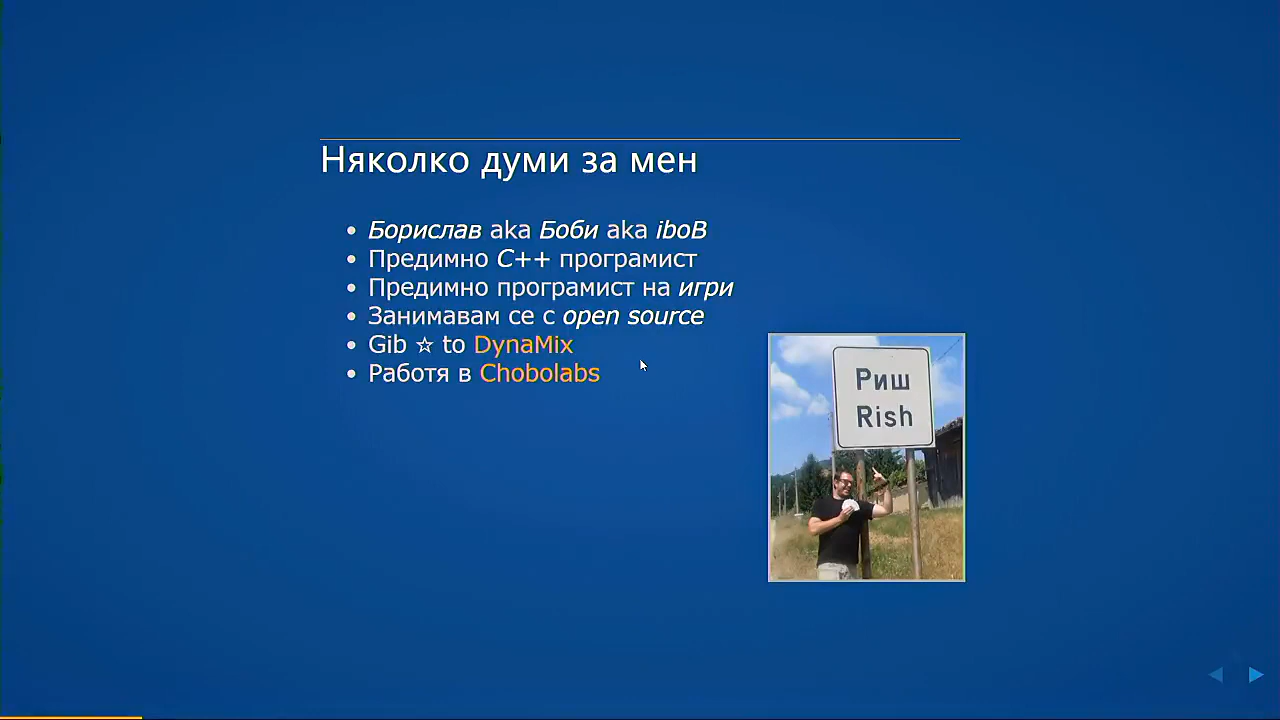 Няколко думи за мен
Борислав aka Боби aka iboB
Предимно C++ програмист
Предимно програмист на игри
Занимавам се с open source
Gib ☆ to DynaMix
Работя в Chobolabs
Риш
Rish